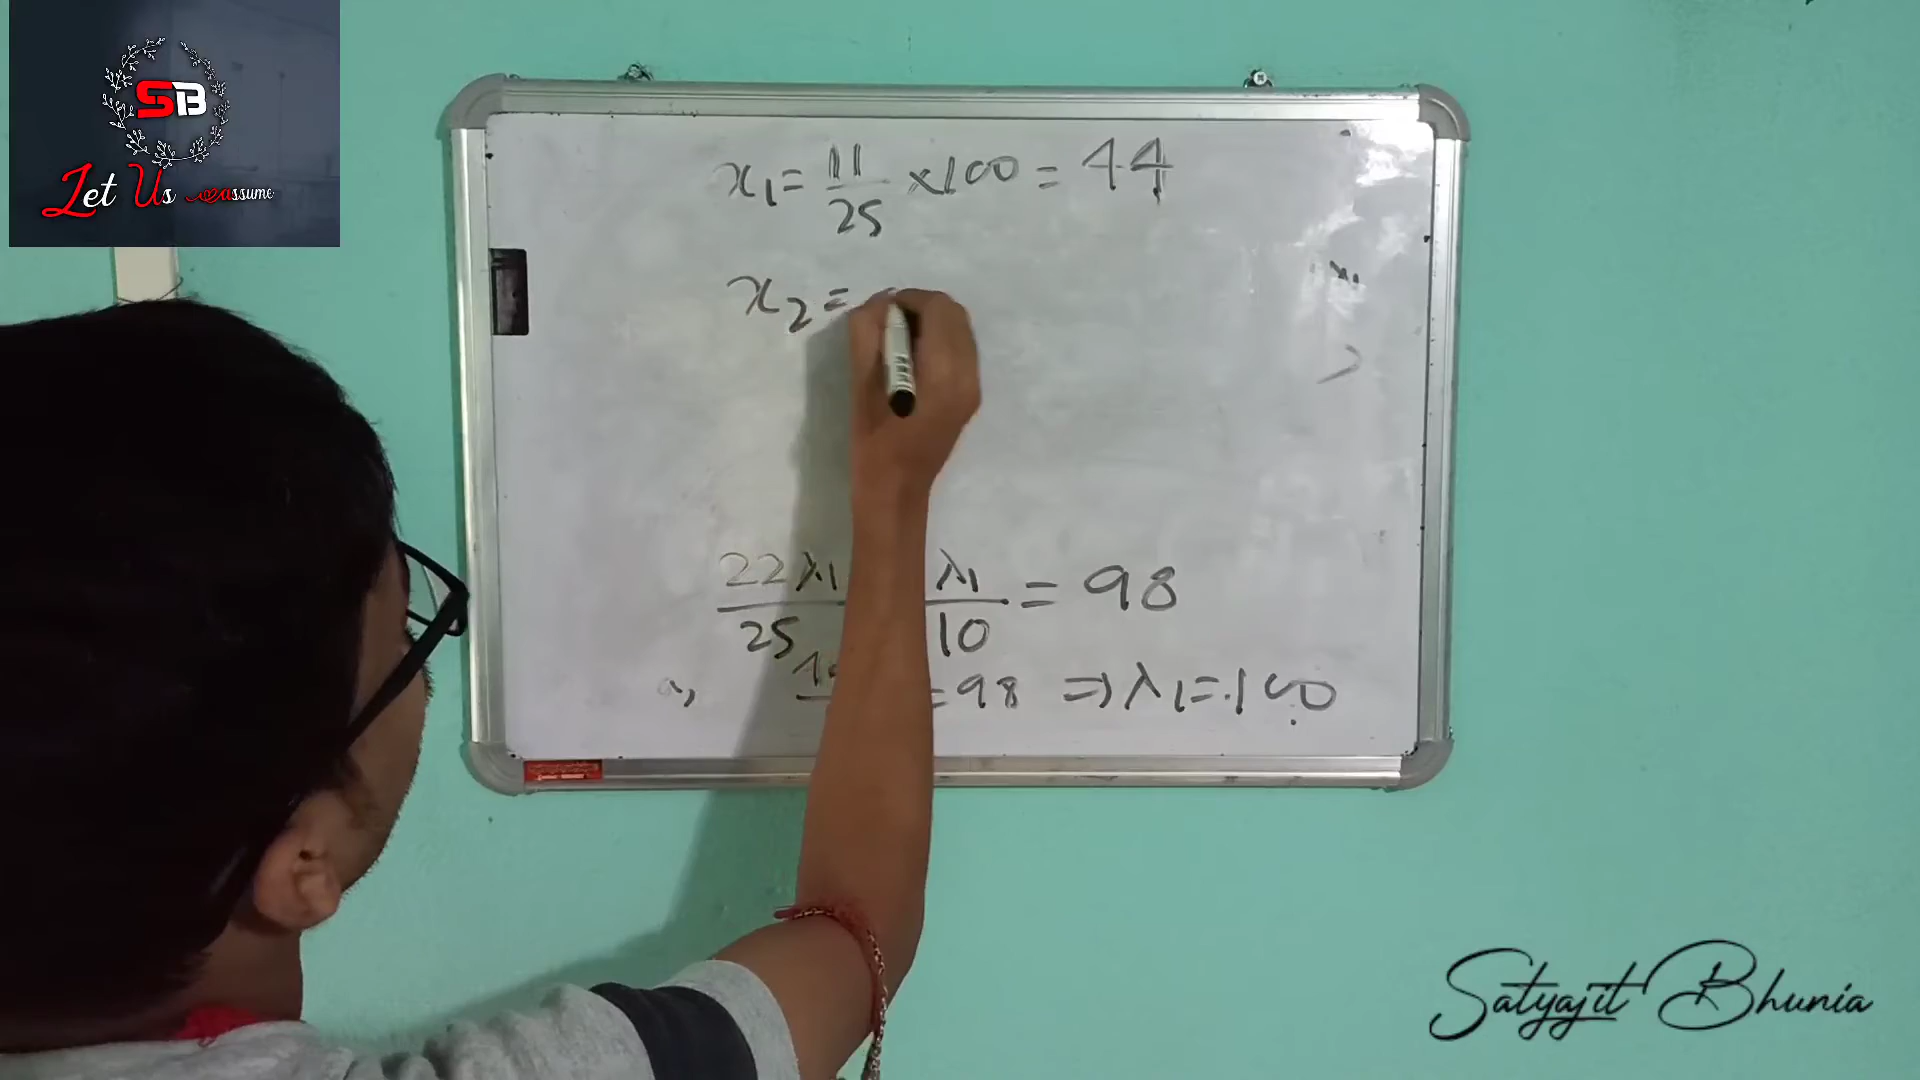 SB
Let Us assume
x₁ = 11/25 × 100 = 44
x₂ =
22λ₁/25 λ₁/10 = 98
= 98 ⇒ λ₁ = 100
Satyajit Bhunia